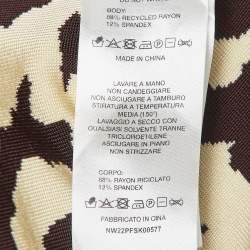 BODY:
88% RECYCLED RAYON
12% SPANDEX
MADE IN CHINA
LAVARE A MANO
NON CANDEGGIARE
NON ASCIUGARE A TAMBURO
STIRATURA A TEMPERATURA
MEDIA (150°)
LAVAGGIO A SECCO CON
QUALSIASI SOLVENTE TRANNE
TRICLOROETILENE
ASCIUGARE IN PIANO
NON STRIZZARE
CORPO:
88% RAYON RICICLATO
12% SPANDEX
FABBRICATO IN CINA
NW22PFSK00577